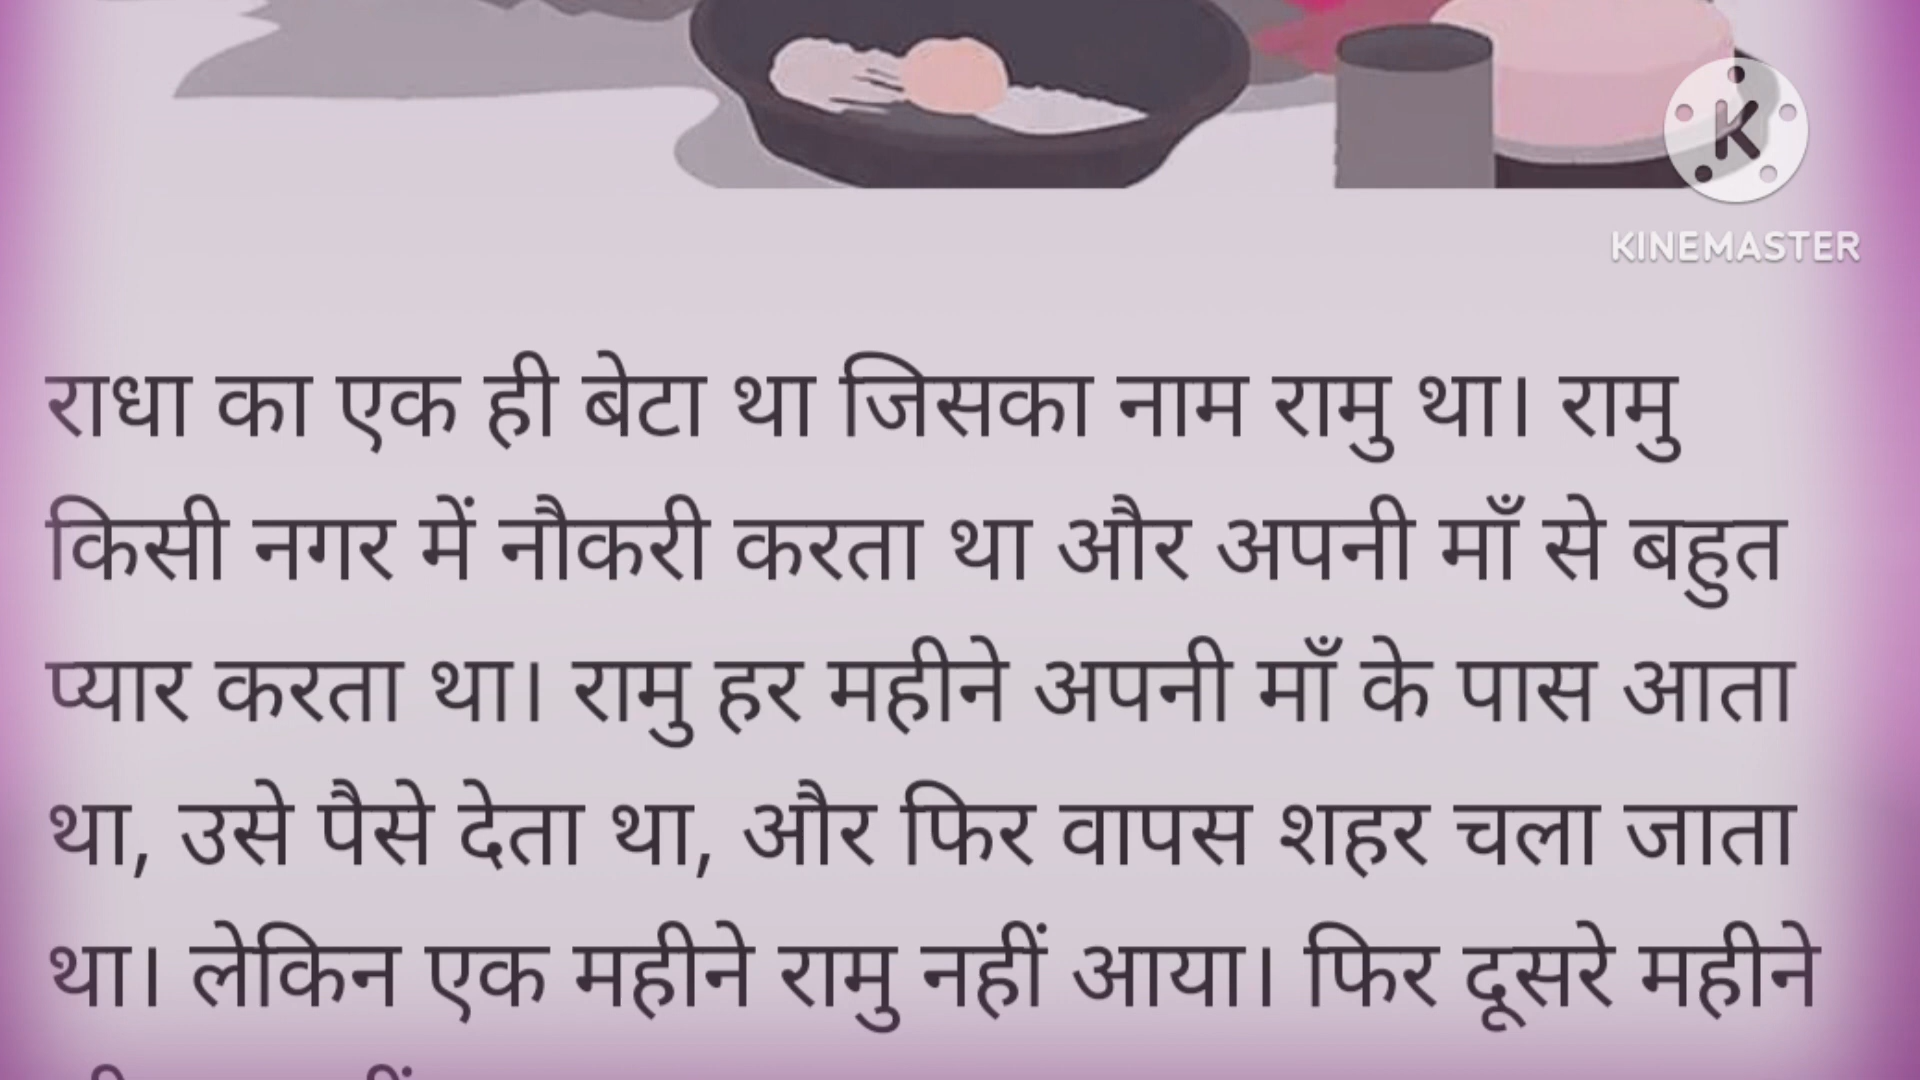 K
KINEMASTER
राधा का एक ही बेटा था जिसका नाम रामु था। रामु
किसी नगर में नौकरी करता था और अपनी माँ से बहुत
प्यार करता था। रामु हर महीने अपनी माँ के पास आता
था, उसे पैसे देता था, और फिर वापस शहर चला जाता
था। लेकिन एक महीने रामु नहीं आया। फिर दूसरे महीने